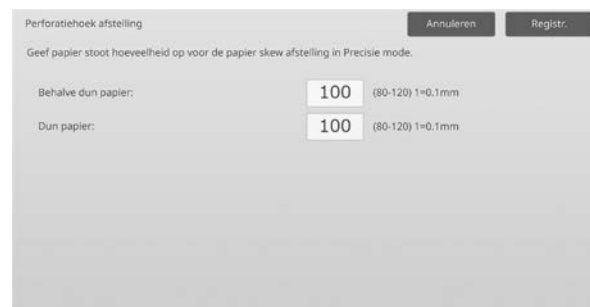 Perforatiehoek afstelling
Annuleren
Registr.
Geef papier stoot hoeveelheid op voor de papier skew afstelling in Precisie mode.
Behalve dun papier: 100 (80-120) 1=0.1mm
Dun papier: 100 (80-120) 1=0.1mm